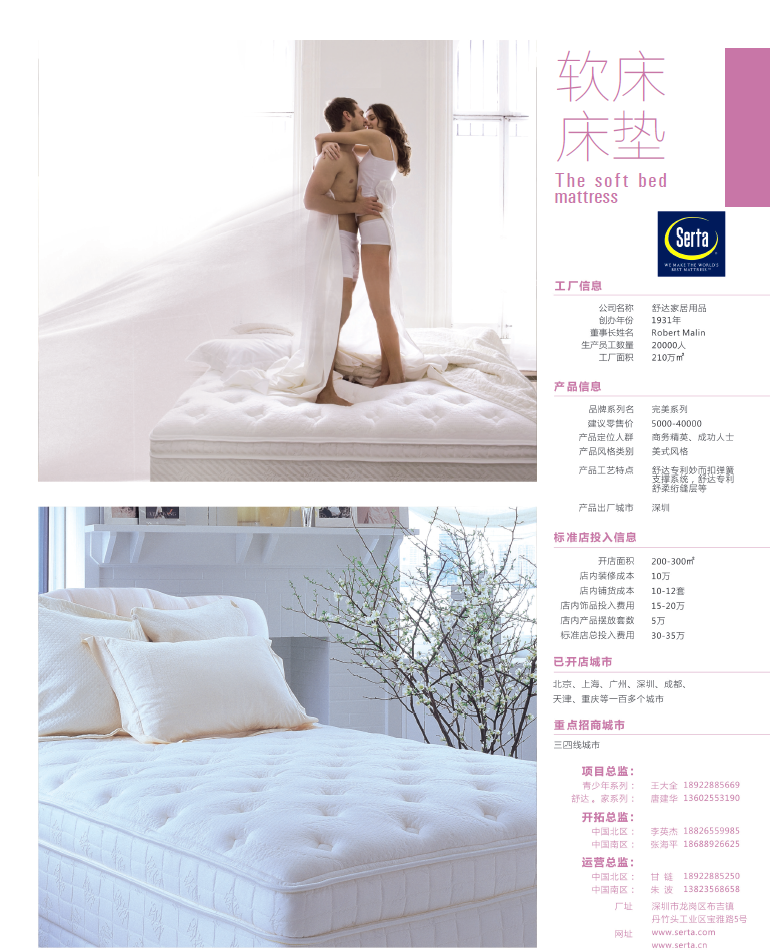 软床
床垫
The soft bed
mattress
Serta
WE MAKE THE WORLD'S
BEST MATTRESS™
工厂信息
公司名称 舒达家居用品
创办年份 1931年
董事长姓名 Robert Malin
生产员工数量 20000人
工厂面积 210万㎡
产品信息
品牌系列名 完美系列
建议零售价 5000-40000
产品定位人群 商务精英、成功人士
产品风格类别 美式风格
产品工艺特点 舒达专利妙而扣弹簧
支撑系统，舒达专利
舒柔绗缝层等
产品出厂城市 深圳
标准店投入信息
开店面积 200-300㎡
店内装修成本 10万
店内铺货成本 10-12套
店内饰品投入费用 15-20万
店内产品摆放套数 5万
标准店总投入费用 30-35万
已开店城市
北京、上海、广州、深圳、成都、
天津、重庆等一百多个城市
重点招商城市
三四线城市
项目总监：
青少年系列： 王大全 18922885669
舒达。家系列： 唐建华 13602553190
开拓总监：
中国北区： 李英杰 18826559985
中国南区： 张海平 18688926625
运营总监：
中国北区： 甘 链 18922885250
中国南区： 朱 波 13823568658
厂址 深圳市龙岗区布吉镇
丹竹头工业区宝雅路5号
网址 www.serta.com
www.serta.cn